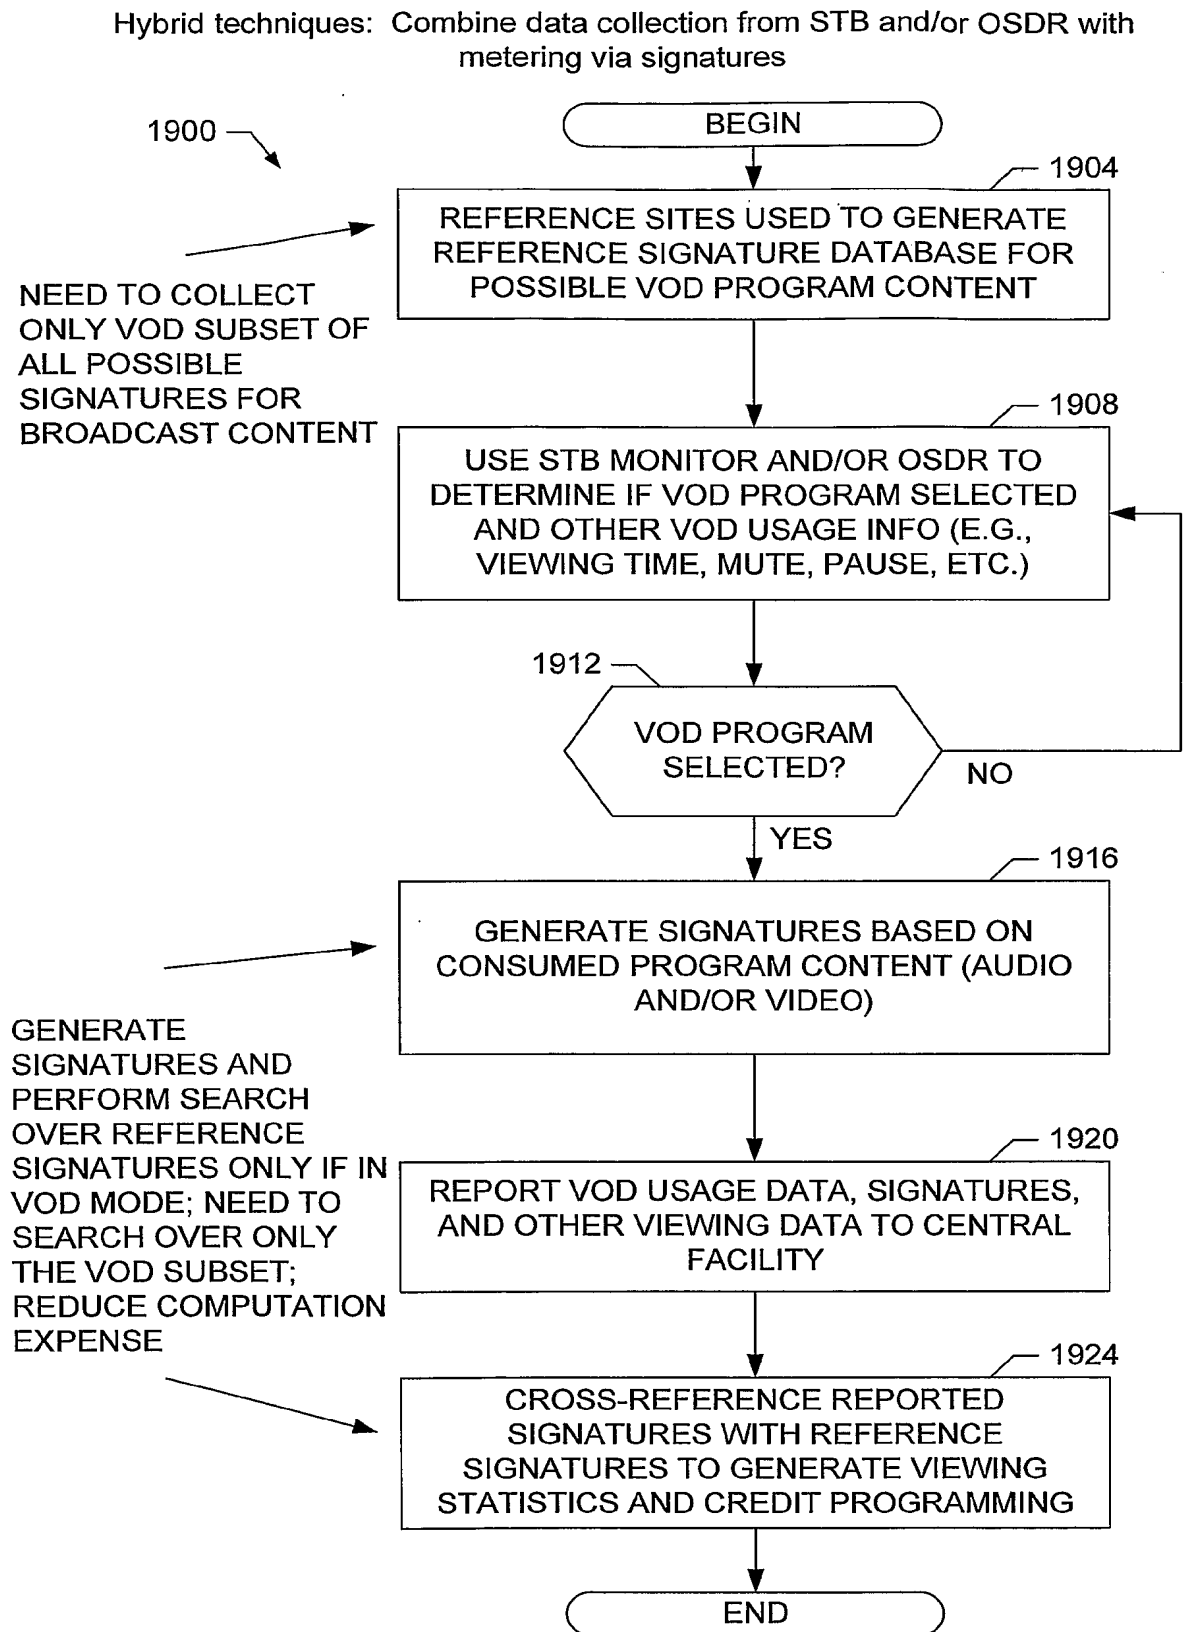 Hybrid techniques: Combine data collection from STB and/or OSDR with
metering via signatures
1900
BEGIN
1904
REFERENCE SITES USED TO GENERATE
REFERENCE SIGNATURE DATABASE FOR
POSSIBLE VOD PROGRAM CONTENT
NEED TO COLLECT
ONLY VOD SUBSET OF
ALL POSSIBLE
SIGNATURES FOR
BROADCAST CONTENT
1908
USE STB MONITOR AND/OR OSDR TO
DETERMINE IF VOD PROGRAM SELECTED
AND OTHER VOD USAGE INFO (E.G.,
VIEWING TIME, MUTE, PAUSE, ETC.)
1912
VOD PROGRAM
SELECTED?
NO
YES
1916
GENERATE SIGNATURES BASED ON
CONSUMED PROGRAM CONTENT (AUDIO
AND/OR VIDEO)
GENERATE
SIGNATURES AND
PERFORM SEARCH
OVER REFERENCE
SIGNATURES ONLY IF IN
VOD MODE; NEED TO
SEARCH OVER ONLY
THE VOD SUBSET;
REDUCE COMPUTATION
EXPENSE
1920
REPORT VOD USAGE DATA, SIGNATURES,
AND OTHER VIEWING DATA TO CENTRAL
FACILITY
1924
CROSS-REFERENCE REPORTED
SIGNATURES WITH REFERENCE
SIGNATURES TO GENERATE VIEWING
STATISTICS AND CREDIT PROGRAMMING
END